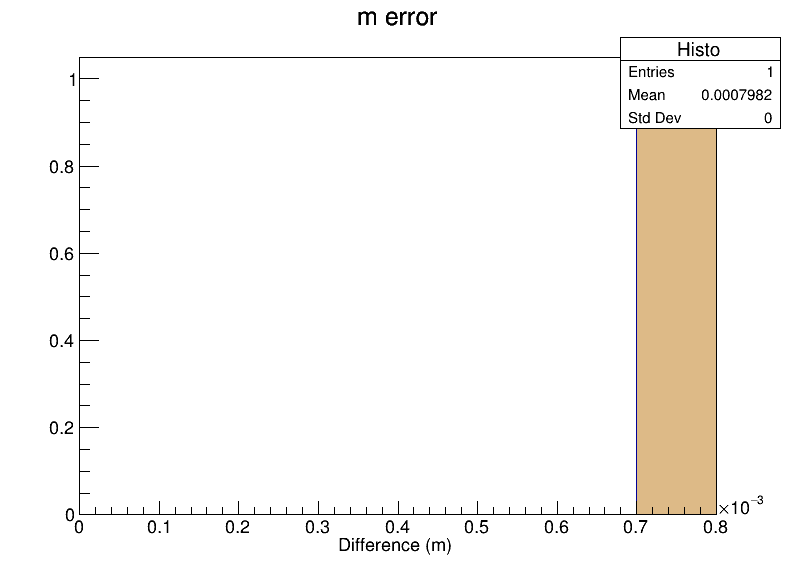 m error
Histo
Entries 1
Mean 0.0007982
Std Dev 0
1
0.8
0.6
0.4
0.2
0
0 0.1 0.2 0.3 0.4 0.5 0.6 0.7 0.8
×10⁻³
Difference (m)